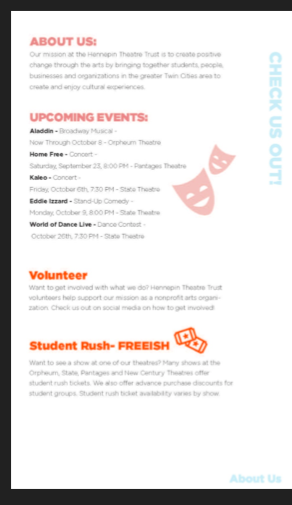 ABOUT US:
Our mission at the Hennepin Theatre Trust is to create positive
change through the arts by bringing together students, people,
businesses and organizations in the greater Twin Cities area to
create and enjoy cultural experiences.
UPCOMING EVENTS:
Aladdin - Broadway Musical -
Now Through October 8 - Orpheum Theatre
Home Free - Concert -
Saturday, September 23, 8:00 PM - Pantages Theatre
Kaleo - Concert -
Friday, October 6th, 7:30 PM - State Theatre
Eddie Izzard - Stand-Up Comedy -
Monday, October 9, 8:00 PM - State Theatre
World of Dance Live - Dance Contest -
October 26th, 7:30 PM - State Theatre
CHECK US OUT!
Volunteer
Want to get involved with what we do? Hennepin Theatre Trust
volunteers help support our mission as a nonprofit arts organi-
zation. Check us out on social media on how to get involved!
Student Rush- FREEISH
Want to see a show at one of our theatres? Many shows at the
Orpheum, State, Pantages and New Century Theatres offer
student rush tickets. We also offer advance purchase discounts for
student groups. Student rush ticket availability varies by show.
About Us